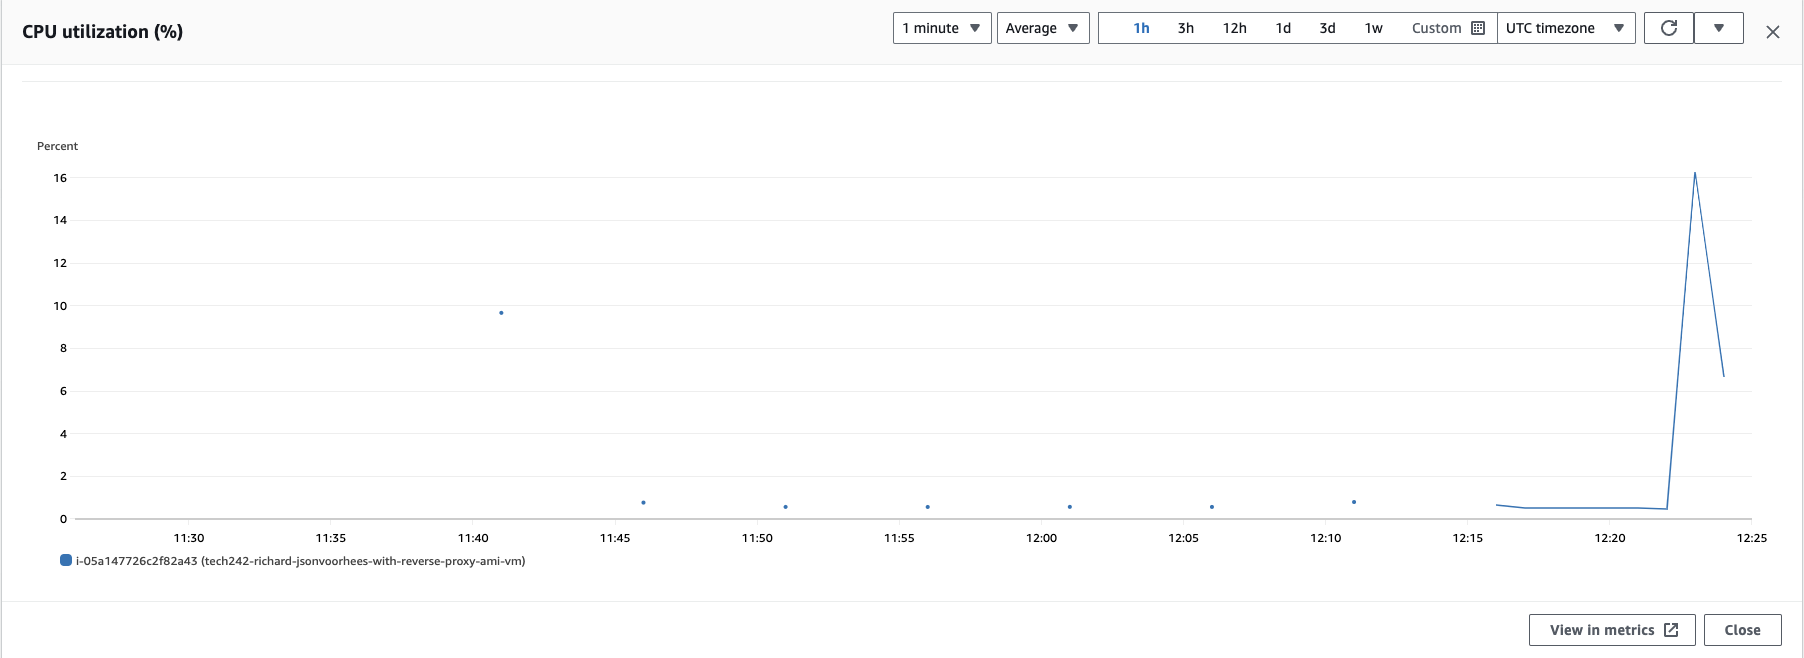 CPU utilization (%)
1 minute
Average
1h 3h 12h 1d 3d 1w Custom
UTC timezone
Percent
16
14
12
10
8
6
4
2
0
11:30 11:35 11:40 11:45 11:50 11:55 12:00 12:05 12:10 12:15 12:20 12:25
i-05a147726c2f82a43 (tech242-richard-jsonvoorhees-with-reverse-proxy-ami-vm)
View in metrics
Close